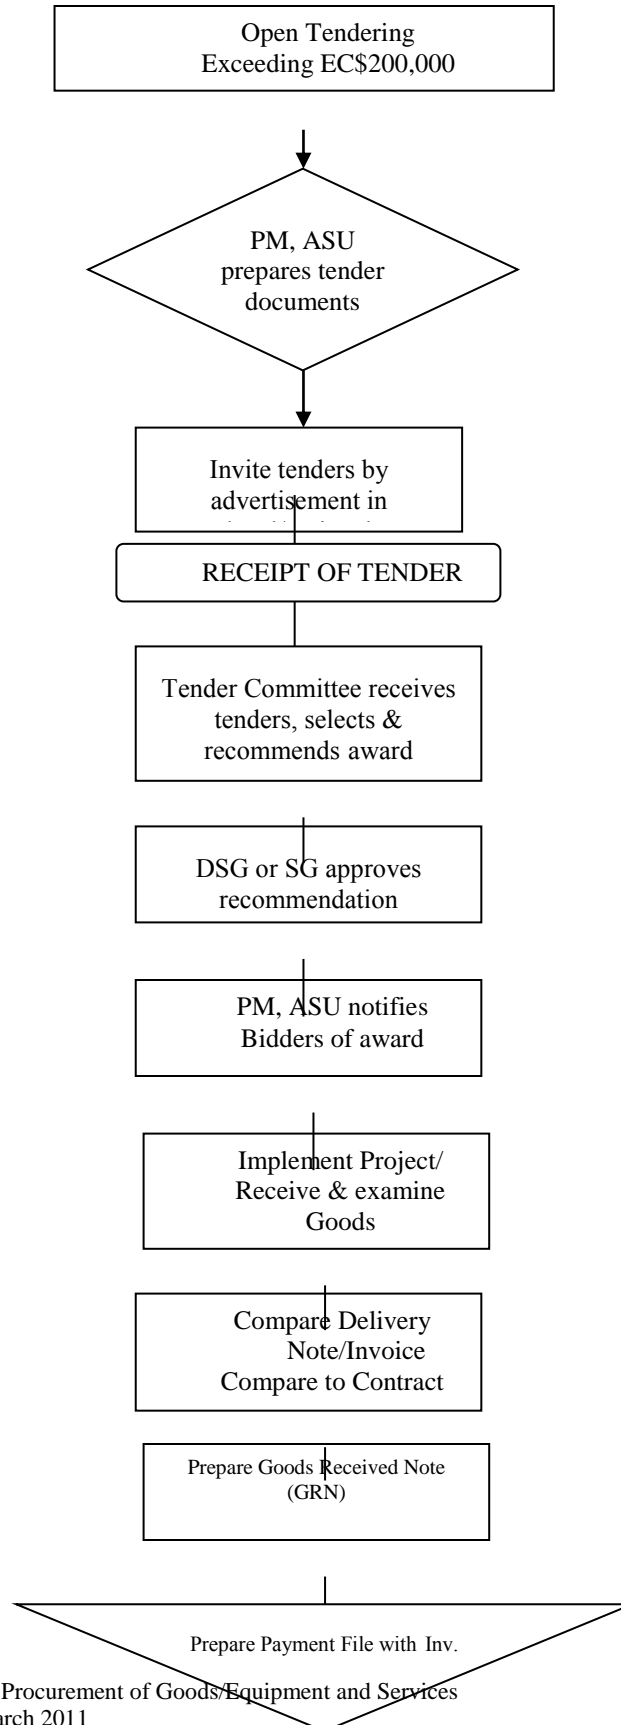 Open Tendering
Exceeding EC$200,000
PM, ASU
prepares tender
documents
Invite tenders by
advertisement in
RECEIPT OF TENDER
Tender Committee receives
tenders, selects &
recommends award
DSG or SG approves
recommendation
PM, ASU notifies
Bidders of award
Implement Project/
Receive & examine
Goods
Compare Delivery
Note/Invoice
Compare to Contract
Prepare Goods Received Note
(GRN)
Prepare Payment File with Inv.
Procurement of Goods/Equipment and Services
arch 2011